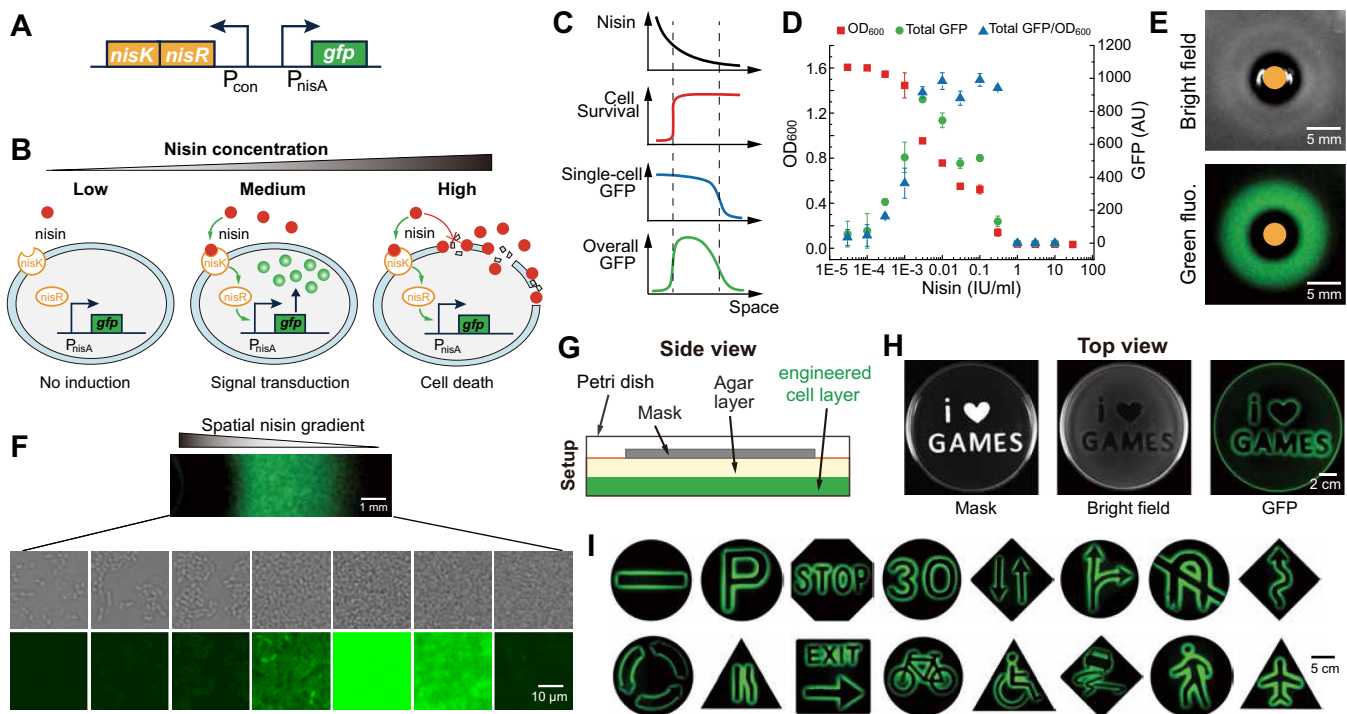 A
nisK nisR gfp
P_con P_nisA
B
Nisin concentration
Low Medium High
nisin nisin nisin
nisK nisK nisK
nisR nisR nisR
gfp gfp gfp
P_nisA P_nisA P_nisA
No induction Signal transduction Cell death
C
Nisin
Cell
Survival
Single-cell
GFP
Overall
GFP
Space
D
OD₆₀₀ Total GFP Total GFP/OD₆₀₀
OD₆₀₀
1.6
1.2
0.8
0.4
0.0
1200
1000
800
600
400
200
0
GFP (AU)
1E-5 1E-4 1E-3 0.01 0.1 1 10 100
Nisin (IU/ml)
E
Bright field
5 mm
Green fluo.
5 mm
F
Spatial nisin gradient
1 mm
10 µm
G
Side view
Petri dish
Mask
Agar
layer
engineered
cell layer
Setup
H
Top view
i ♥
GAMES
i ♥
GAMES
i ♥
GAMES
2 cm
Mask Bright field GFP
I
P
STOP
30
EXIT
5 cm